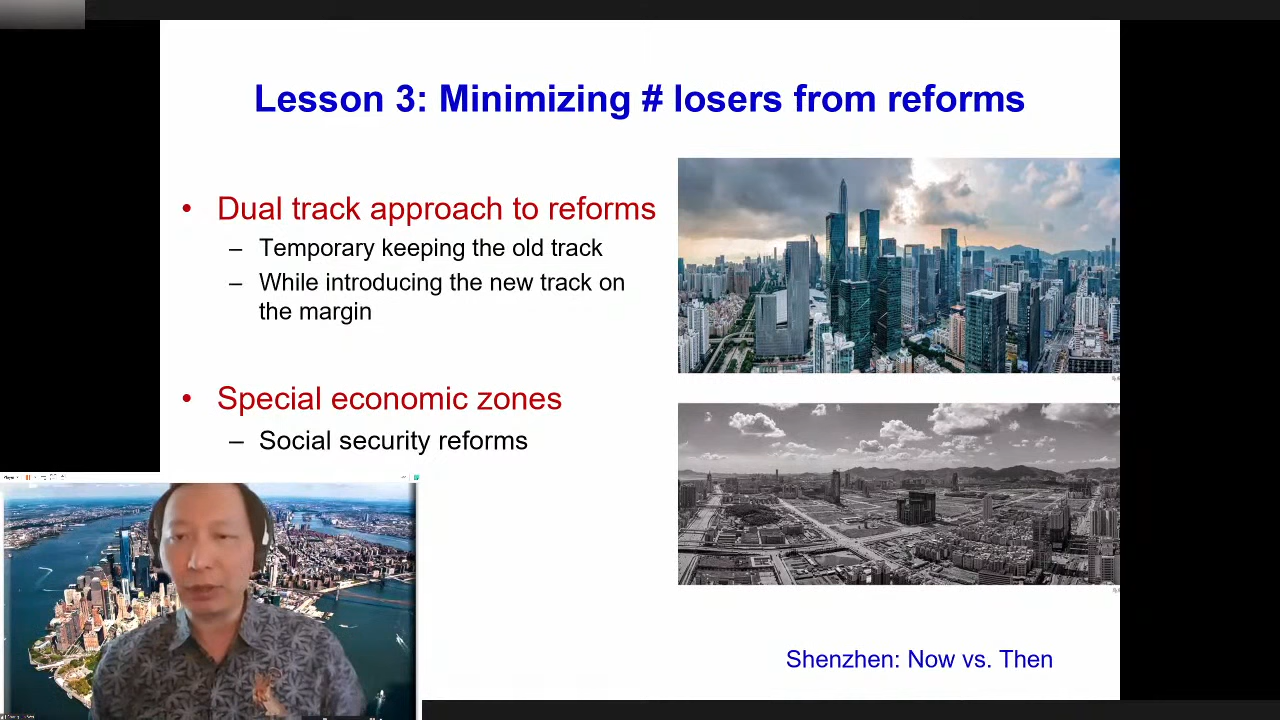 Lesson 3: Minimizing # losers from reforms
• Dual track approach to reforms
– Temporary keeping the old track
– While introducing the new track on
the margin
• Special economic zones
– Social security reforms
Shenzhen: Now vs. Then